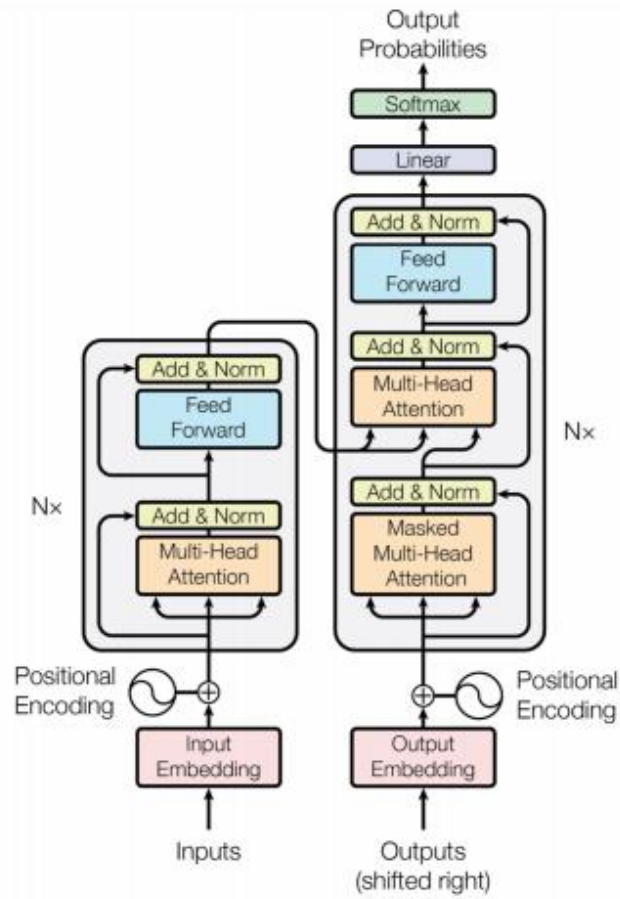 Output
Probabilities
Softmax
Linear
Add & Norm
Feed
Forward
Add & Norm
Multi-Head
Attention
Add & Norm
Masked
Multi-Head
Attention
Nx
Add & Norm
Feed
Forward
Add & Norm
Multi-Head
Attention
Nx
Positional
Encoding
Positional
Encoding
Input
Embedding
Output
Embedding
Inputs
Outputs
(shifted right)